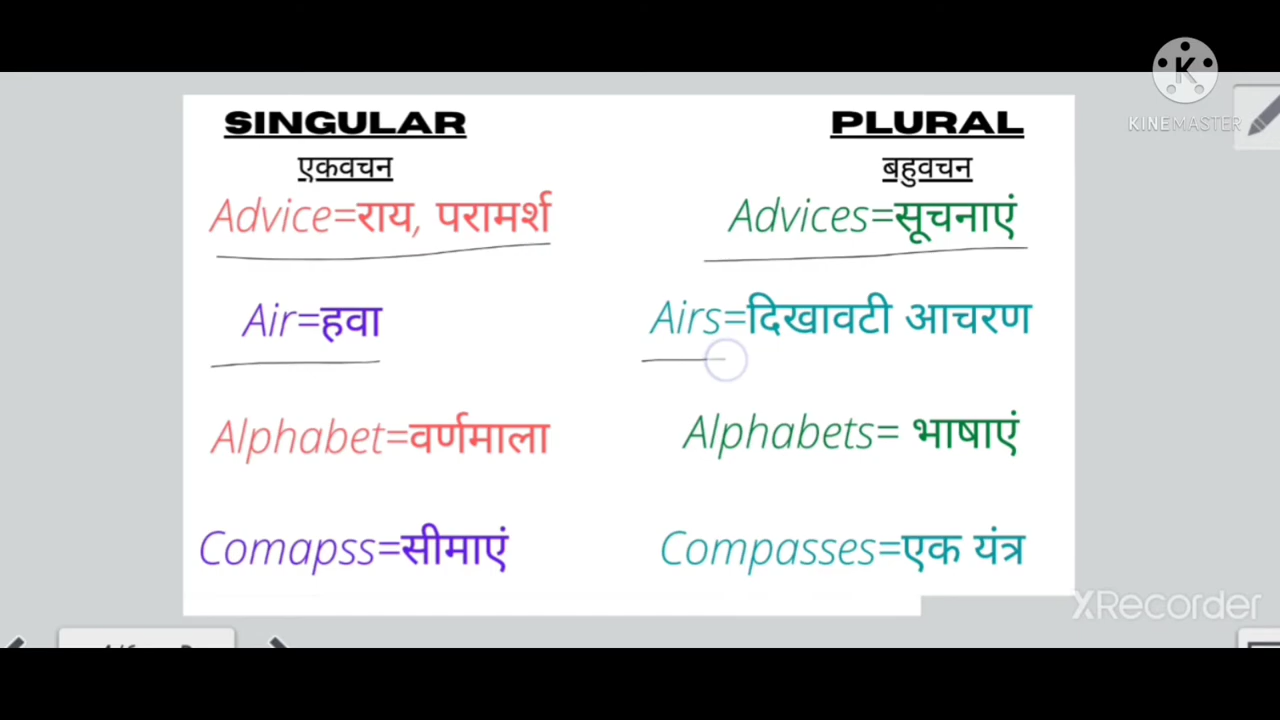 SINGULAR PLURAL
एकवचन बहुवचन
Advice=राय, परामर्श Advices=सूचनाएं
Air=हवा Airs=दिखावटी आचरण
Alphabet=वर्णमाला Alphabets= भाषाएं
Comapss=सीमाएं Compasses=एक यंत्र
KINEMASTER
XRecorder